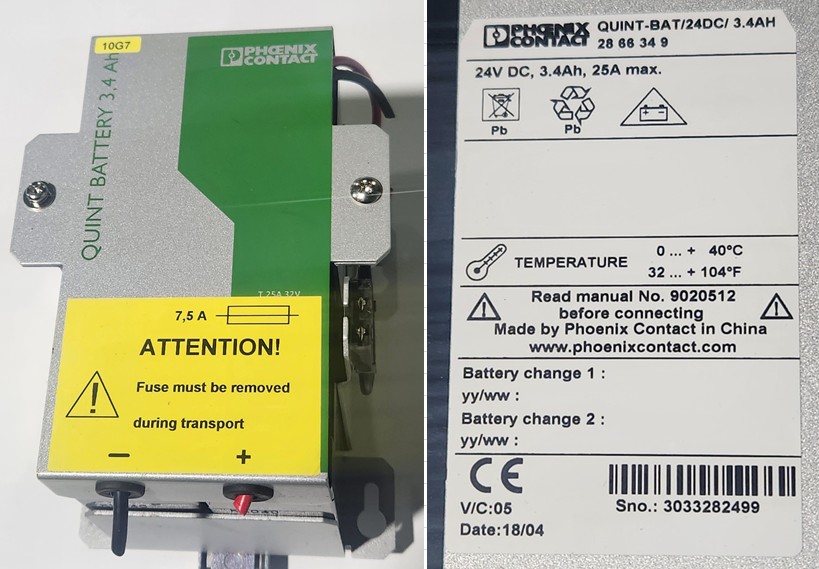 10G7
QUINT BATTERY 3.4 Ah
PHŒNIX
CONTACT
T 25A 32V
7,5 A
ATTENTION!
Fuse must be removed
during transport
− +
PHŒNIX
CONTACT
QUINT-BAT/24DC/ 3.4AH
28 66 34 9
24V DC, 3.4Ah, 25A max.
Pb Pb
TEMPERATURE
0 ... + 40°C
32 ... + 104°F
Read manual No. 9020512
before connecting
Made by Phoenix Contact in China
www.phoenixcontact.com
Battery change 1 :
yy/ww :
Battery change 2 :
yy/ww :
CE
V/C:05
Date:18/04
Sno.: 3033282499